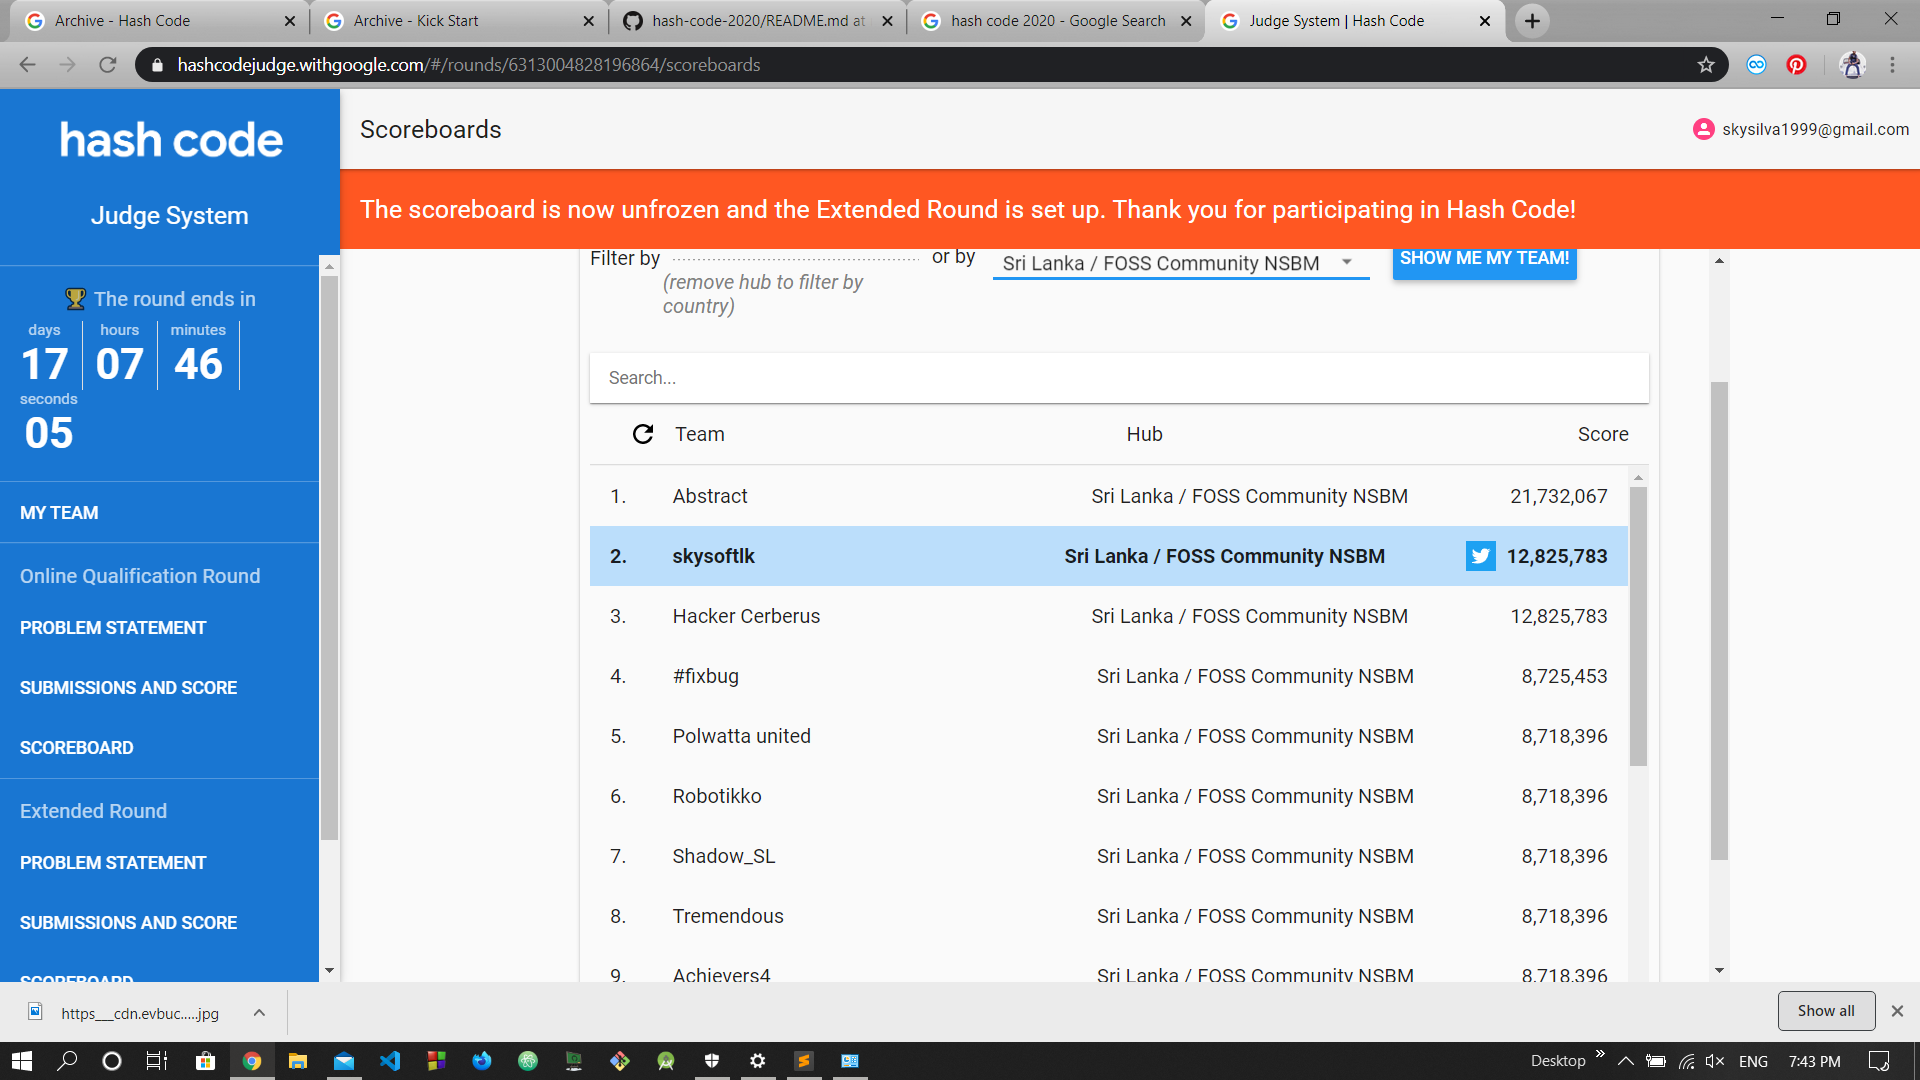 Archive - Hash Code
Archive - Kick Start
hash-code-2020/README.md at
hash code 2020 - Google Search
Judge System | Hash Code
hashcodejudge.withgoogle.com/#/rounds/6313004828196864/scoreboards
hash code
Judge System
The round ends in
days hours minutes
17 07 46
seconds
05
MY TEAM
Online Qualification Round
PROBLEM STATEMENT
SUBMISSIONS AND SCORE
SCOREBOARD
Extended Round
PROBLEM STATEMENT
SUBMISSIONS AND SCORE
SCOREBOARD
Scoreboards
skysilva1999@gmail.com
The scoreboard is now unfrozen and the Extended Round is set up. Thank you for participating in Hash Code!
Filter by or by Sri Lanka / FOSS Community NSBM SHOW ME MY TEAM!
(remove hub to filter by
country)
Search...
Team Hub Score
1. Abstract Sri Lanka / FOSS Community NSBM 21,732,067
2. skysoftlk Sri Lanka / FOSS Community NSBM 12,825,783
3. Hacker Cerberus Sri Lanka / FOSS Community NSBM 12,825,783
4. #fixbug Sri Lanka / FOSS Community NSBM 8,725,453
5. Polwatta united Sri Lanka / FOSS Community NSBM 8,718,396
6. Robotikko Sri Lanka / FOSS Community NSBM 8,718,396
7. Shadow_SL Sri Lanka / FOSS Community NSBM 8,718,396
8. Tremendous Sri Lanka / FOSS Community NSBM 8,718,396
9. Achievers4 Sri Lanka / FOSS Community NSBM 8,718,396
https___cdn.evbuc.....jpg
Show all
Desktop
ENG
7:43 PM